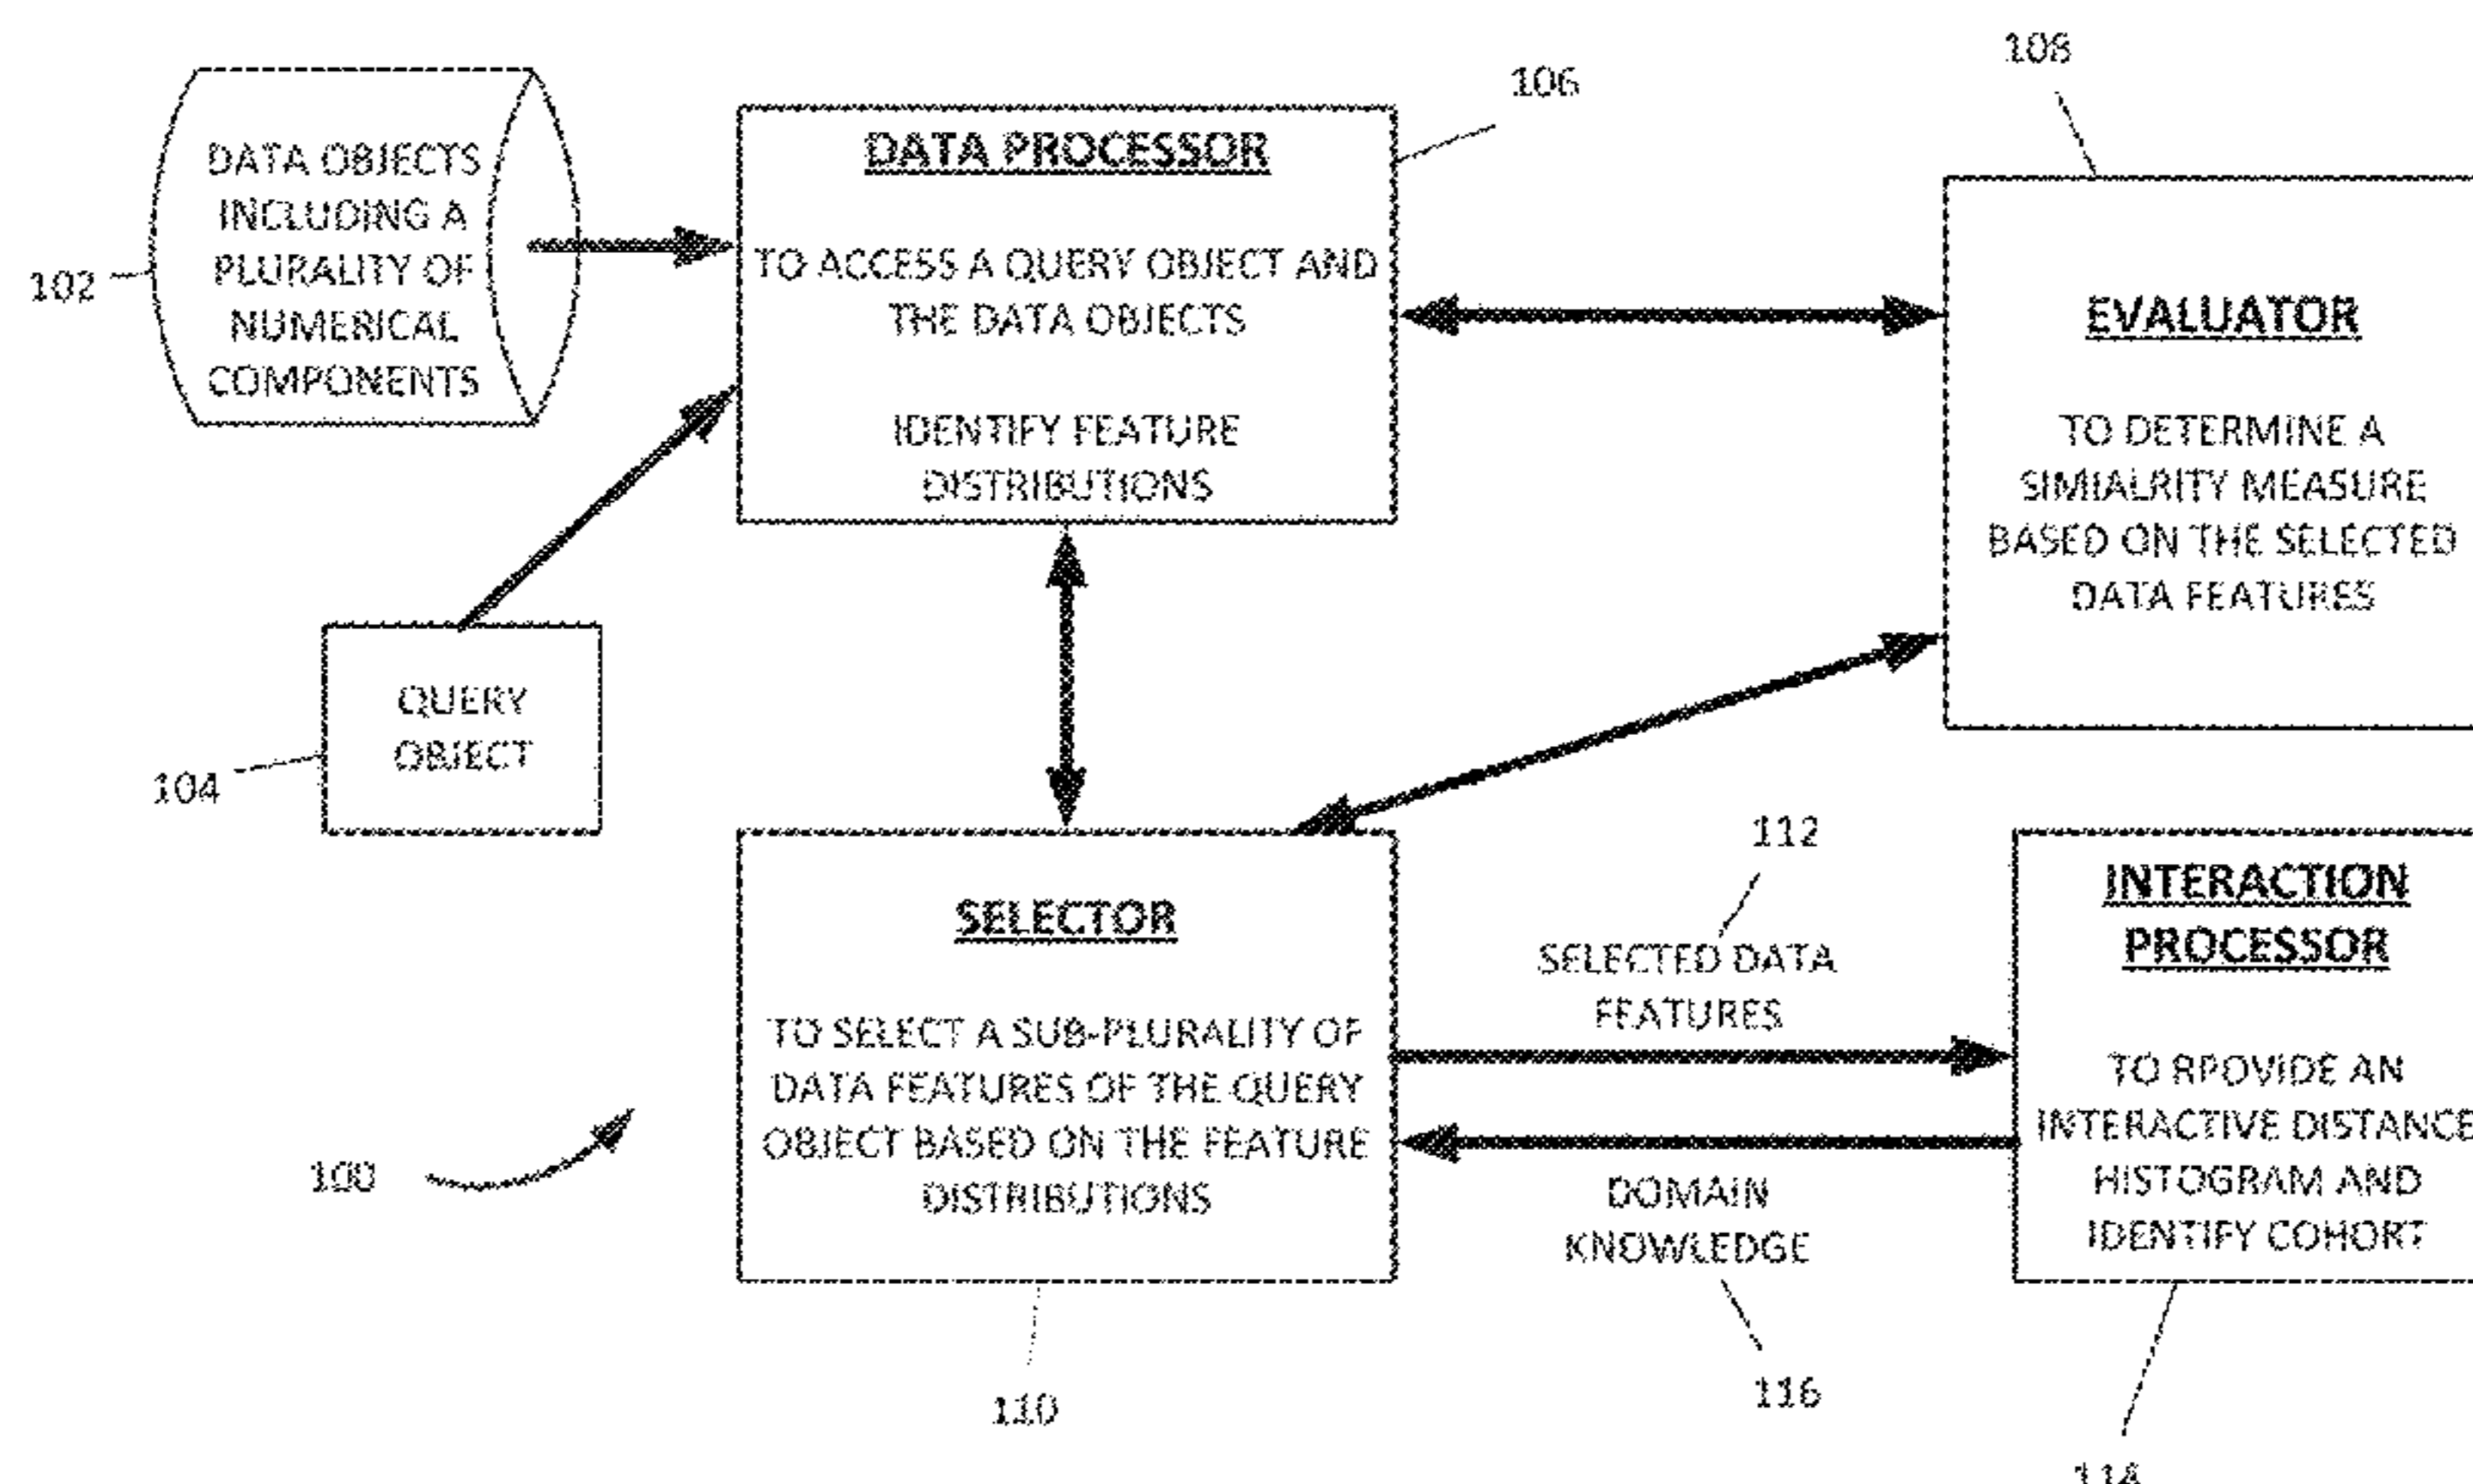 108
106
DATA OBJECTS
INCLUDING A
PLURALITY OF
NUMERICAL
COMPONENTS
102
DATA PROCESSOR
TO ACCESS A QUERY OBJECT AND
THE DATA OBJECTS
IDENTIFY FEATURE
DISTRIBUTIONS
EVALUATOR
TO DETERMINE A
SIMIALRITY MEASURE
BASED ON THE SELECTED
DATA FEATURES
QUERY
OBJECT
104
SELECTOR
TO SELECT A SUB-PLURALITY OF
DATA FEATURES OF THE QUERY
OBJECT BASED ON THE FEATURE
DISTRIBUTIONS
112
SELECTED DATA
FEATURES
DOMAIN
KNOWLEDGE
116
INTERACTION
PROCESSOR
TO RPOVIDE AN
INTERACTIVE DISTANCE
HISTOGRAM AND
IDENTIFY COHORT
100
110
114